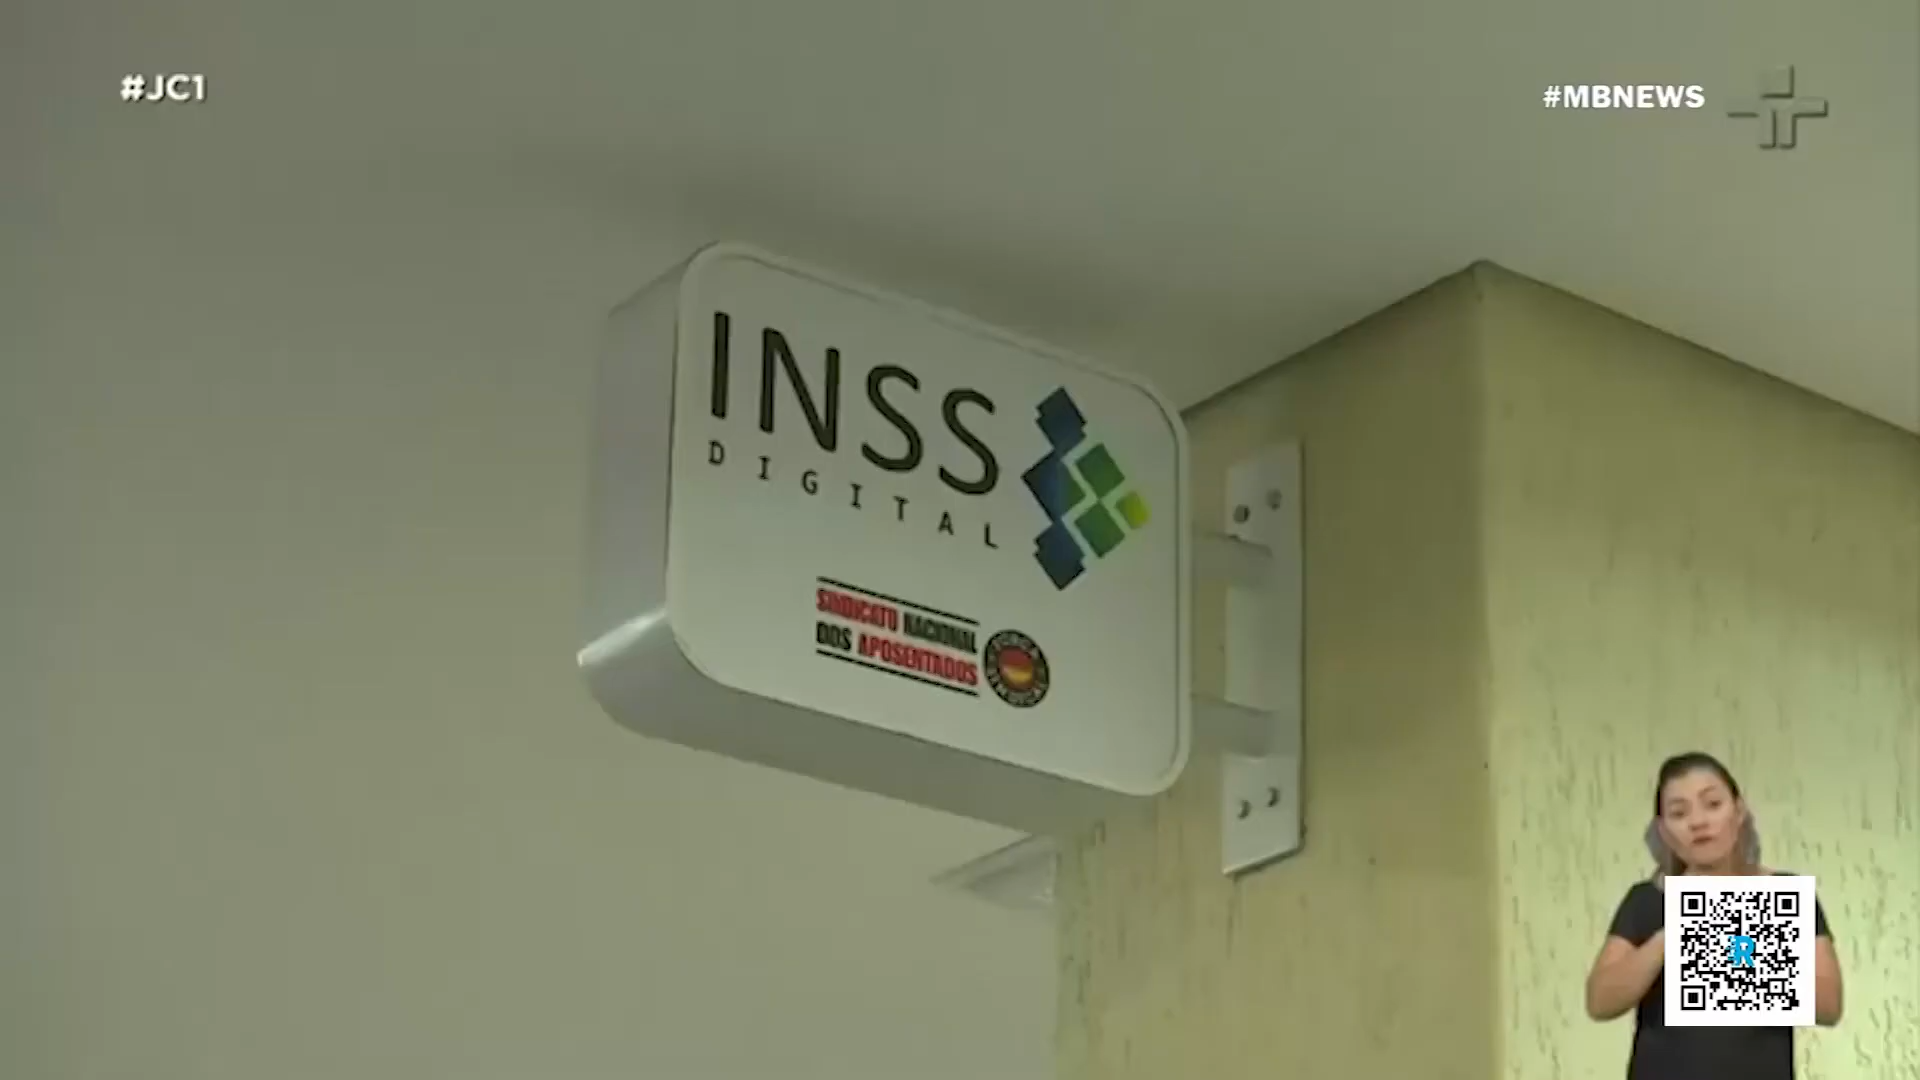 #JC1
#MBNEWS
INSS
DIGITAL
SINDICATO NACIONAL
DOS APOSENTADOS